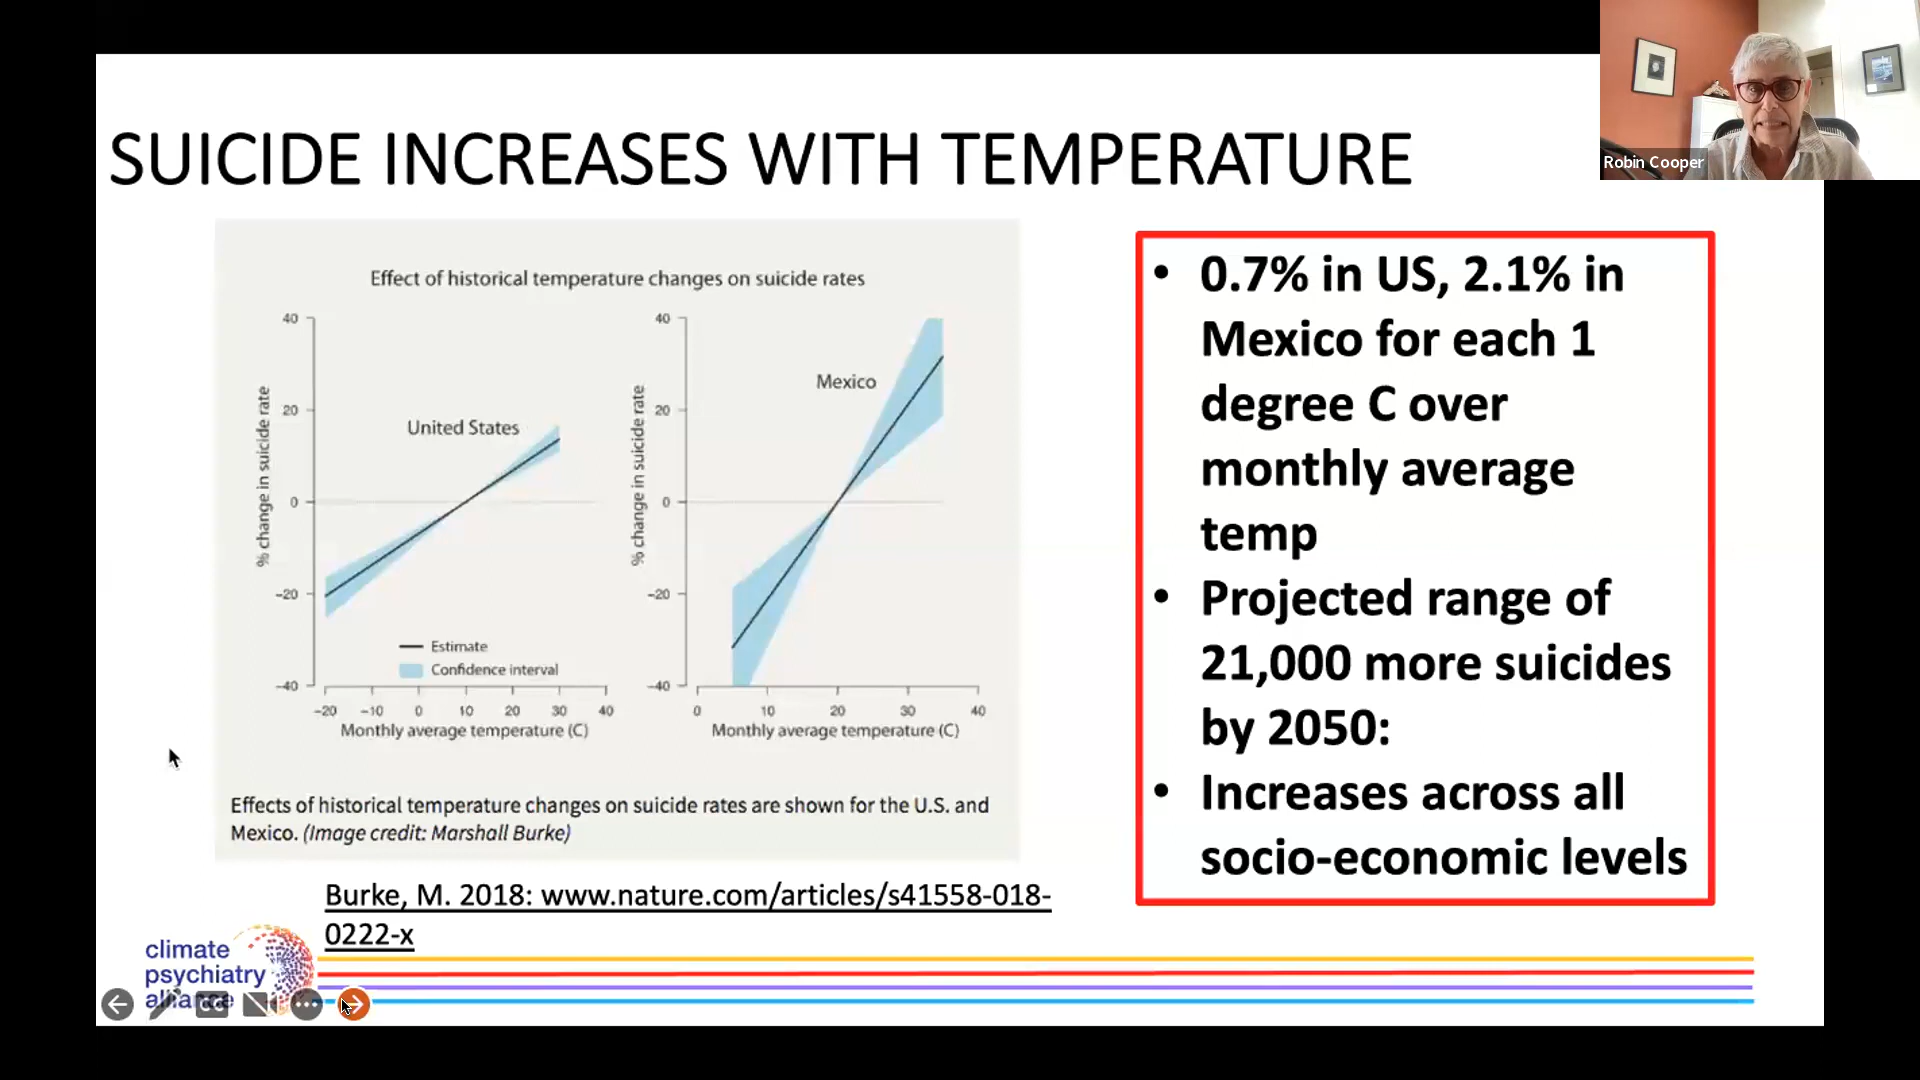 Robin Cooper
SUICIDE INCREASES WITH TEMPERATURE
Effect of historical temperature changes on suicide rates
% change in suicide rate
40
20
0
−20
−40
United States
Estimate
Confidence interval
−20 −10 0 10 20 30 40
Monthly average temperature (C)
% change in suicide rate
40
20
0
−20
−40
Mexico
0 10 20 30 40
Monthly average temperature (C)
Effects of historical temperature changes on suicide rates are shown for the U.S. and
Mexico. (Image credit: Marshall Burke)
Burke, M. 2018: www.nature.com/articles/s41558-018-
0222-x
• 0.7% in US, 2.1% in
Mexico for each 1
degree C over
monthly average
temp
• Projected range of
21,000 more suicides
by 2050:
• Increases across all
socio-economic levels
climate
psychiatry
alliance
CC